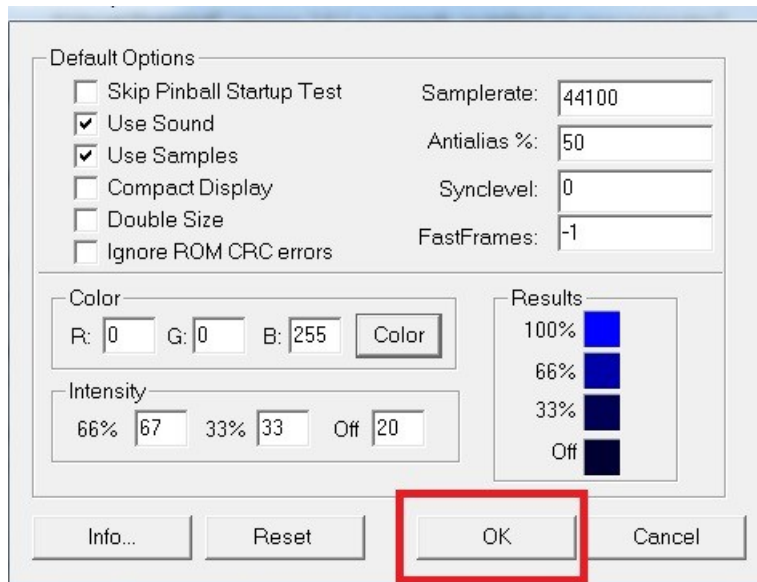 Default Options
Skip Pinball Startup Test
Use Sound
Use Samples
Compact Display
Double Size
Ignore ROM CRC errors
Samplerate: 44100
Antialias %: 50
Synclevel: 0
FastFrames: -1
Color
R: 0 G: 0 B: 255 Color
Intensity
66% 67 33% 33 Off 20
Results
100%
66%
33%
Off
Info... Reset OK Cancel